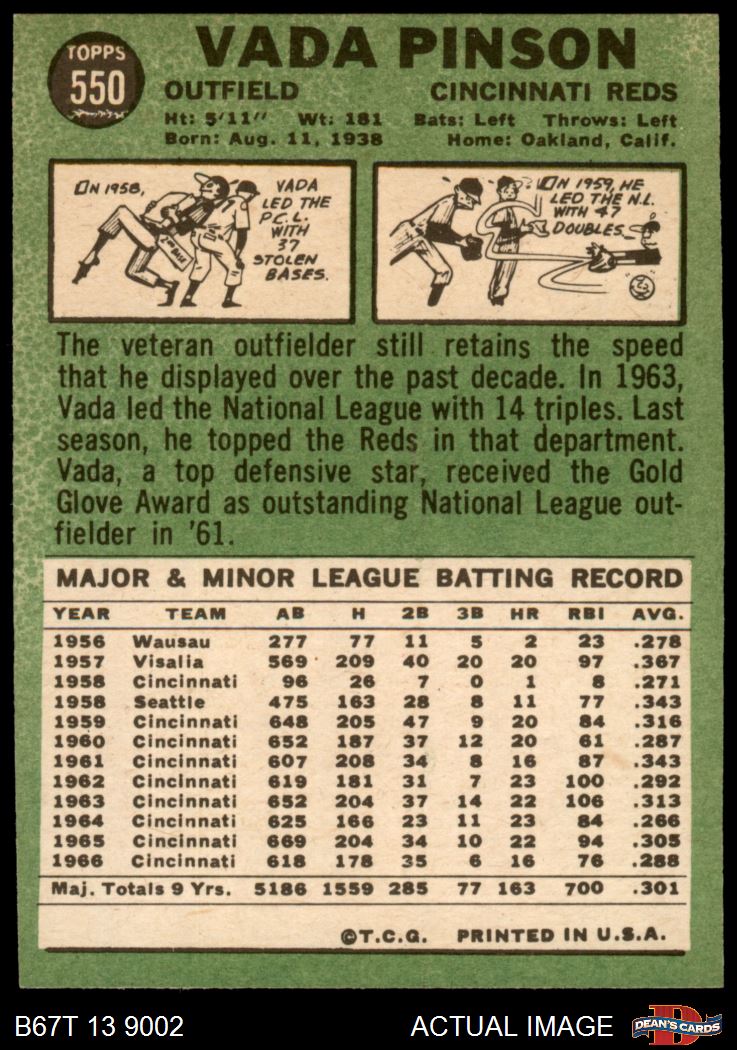 TOPPS
550
VADA PINSON
OUTFIELD CINCINNATI REDS
Ht: 5'11" Wt: 181 Bats: Left Throws: Left
Born: Aug. 11, 1938 Home: Oakland, Calif.
IN 1958,
VADA
LED THE
P.C.L.
WITH
37
STOLEN
BASES.
2ND BASE
IN 1959, HE
LED THE N.L.
WITH 47
DOUBLES.
The veteran outfielder still retains the speed
that he displayed over the past decade. In 1963,
Vada led the National League with 14 triples. Last
season, he topped the Reds in that department.
Vada, a top defensive star, received the Gold
Glove Award as outstanding National League out-
fielder in '61.
MAJOR & MINOR LEAGUE BATTING RECORD
YEAR TEAM AB H 2B 3B HR RBI AVG.
1956 Wausau 277 77 11 5 2 23 .278
1957 Visalia 569 209 40 20 20 97 .367
1958 Cincinnati 96 26 7 0 1 8 .271
1958 Seattle 475 163 28 8 11 77 .343
1959 Cincinnati 648 205 47 9 20 84 .316
1960 Cincinnati 652 187 37 12 20 61 .287
1961 Cincinnati 607 208 34 8 16 87 .343
1962 Cincinnati 619 181 31 7 23 100 .292
1963 Cincinnati 652 204 37 14 22 106 .313
1964 Cincinnati 625 166 23 11 23 84 .266
1965 Cincinnati 669 204 34 10 22 94 .305
1966 Cincinnati 618 178 35 6 16 76 .288
Maj. Totals 9 Yrs. 5186 1559 285 77 163 700 .301
©T.C.G. PRINTED IN U.S.A.
B67T 13 9002 ACTUAL IMAGE DEAN'S CARDS